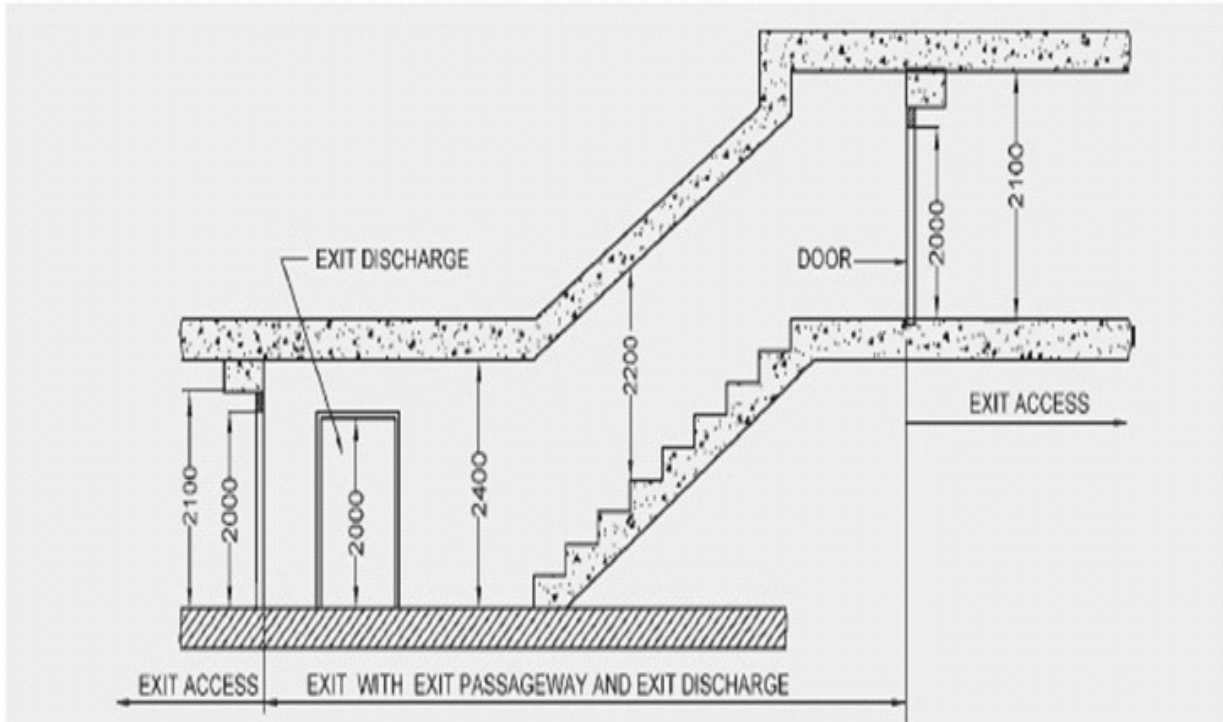 EXIT DISCHARGE
DOOR
2000
2100
2200
EXIT ACCESS
2100
2000
2000
2400
EXIT ACCESS
EXIT WITH EXIT PASSAGEWAY AND EXIT DISCHARGE